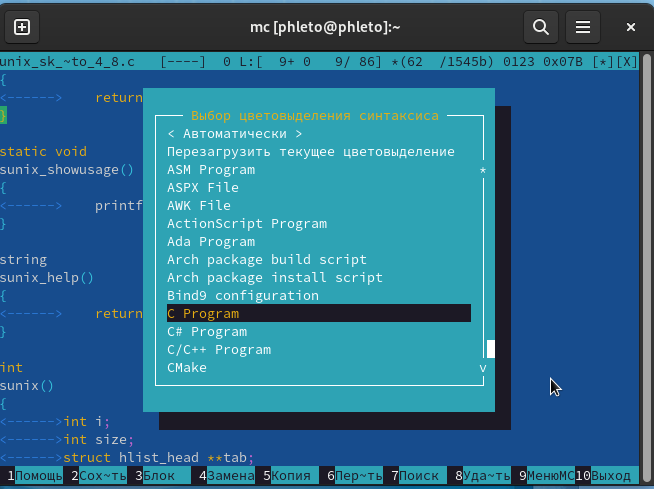 mc [phleto@phleto]:~
unix_sk_~to_4_8.c [----] 0 L:[ 9+ 0 9/ 86] *(62 /1545b) 0123 0x07B [*][X]
{
<------> return
}
static void
sunix_showusage()
{
<------> printf
}
string
sunix_help()
{
<------> return
}
int
sunix()
{
<------>int i;
<------>int size;
<------>struct hlist_head **tab;
Выбор цветовыделения синтаксиса
< Автоматически >
Перезагрузить текущее цветовыделение
ASM Program *
ASPX File
AWK File
ActionScript Program
Ada Program
Arch package build script
Arch package install script
Bind9 configuration
C Program
C# Program
C/C++ Program
CMake v
1Помощь 2Сох~ть 3Блок 4Замена 5Копия 6Пер~ть 7Поиск 8Уда~ть 9МенюMC 10Выход